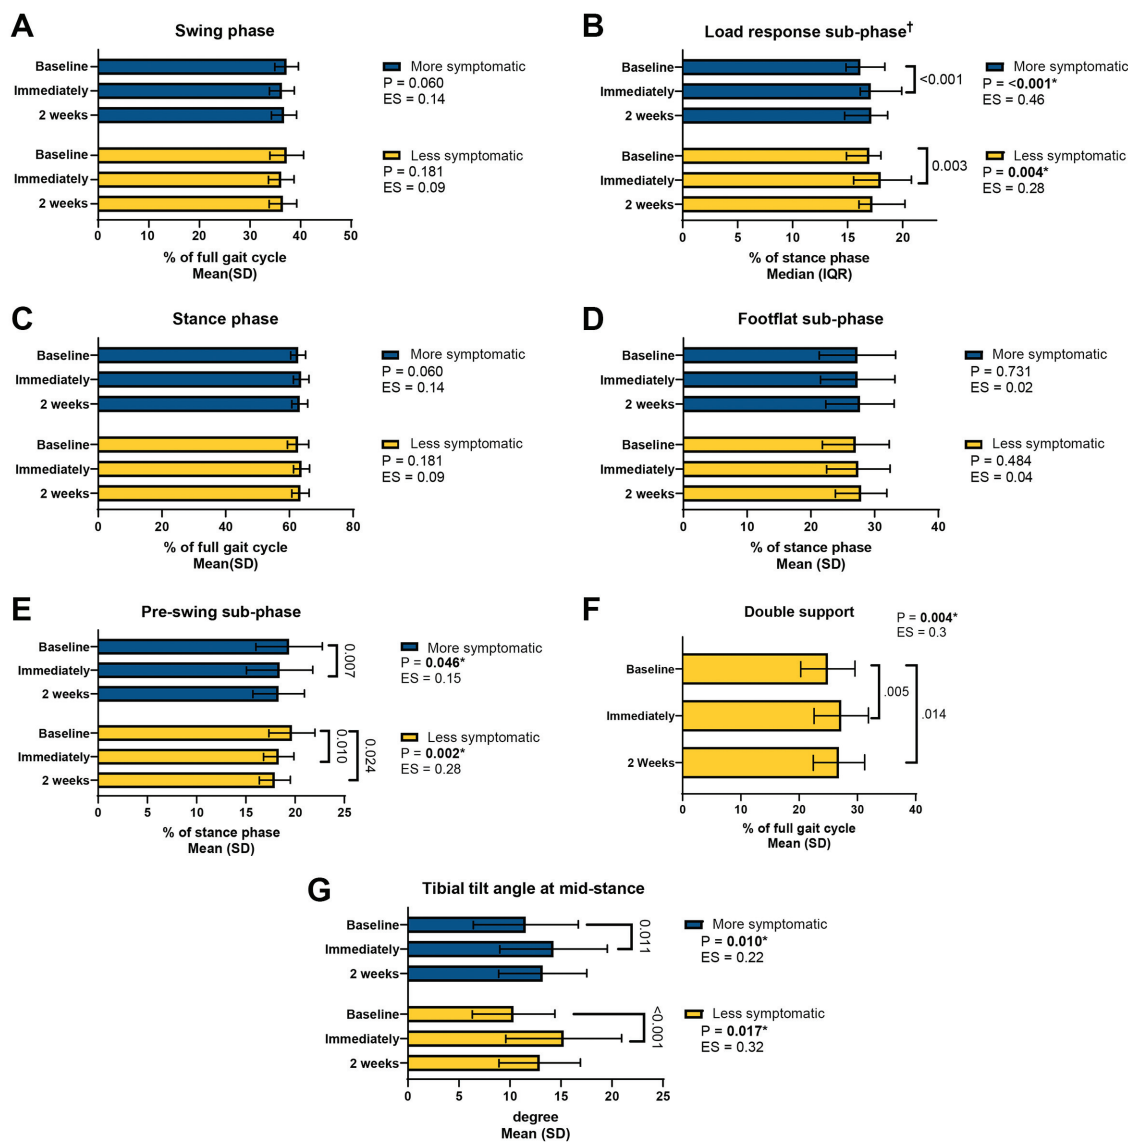 A
Swing phase
Baseline
Immediately
2 weeks
Baseline
Immediately
2 weeks
0 10 20 30 40 50
% of full gait cycle
Mean(SD)
More symptomatic
P = 0.060
ES = 0.14
Less symptomatic
P = 0.181
ES = 0.09
B
Load response sub-phase†
Baseline
Immediately
2 weeks
Baseline
Immediately
2 weeks
0 5 10 15 20
% of stance phase
Median (IQR)
<0.001
0.003
More symptomatic
P = <0.001*
ES = 0.46
Less symptomatic
P = 0.004*
ES = 0.28
C
Stance phase
Baseline
Immediately
2 weeks
Baseline
Immediately
2 weeks
0 20 40 60 80
% of full gait cycle
Mean(SD)
More symptomatic
P = 0.060
ES = 0.14
Less symptomatic
P = 0.181
ES = 0.09
D
Footflat sub-phase
Baseline
Immediately
2 weeks
Baseline
Immediately
2 weeks
0 10 20 30 40
% of stance phase
Mean (SD)
More symptomatic
P = 0.731
ES = 0.02
Less symptomatic
P = 0.484
ES = 0.04
E
Pre-swing sub-phase
Baseline
Immediately
2 weeks
Baseline
Immediately
2 weeks
0 5 10 15 20 25
% of stance phase
Mean (SD)
0.007
0.010
0.024
More symptomatic
P = 0.046*
ES = 0.15
Less symptomatic
P = 0.002*
ES = 0.28
F
Double support
P = 0.004*
ES = 0.3
Baseline
Immediately
2 Weeks
.005
.014
0 10 20 30 40
% of full gait cycle
Mean (SD)
G
Tibial tilt angle at mid-stance
Baseline
Immediately
2 weeks
Baseline
Immediately
2 weeks
0 5 10 15 20 25
degree
Mean (SD)
0.011
<0.001
More symptomatic
P = 0.010*
ES = 0.22
Less symptomatic
P = 0.017*
ES = 0.32